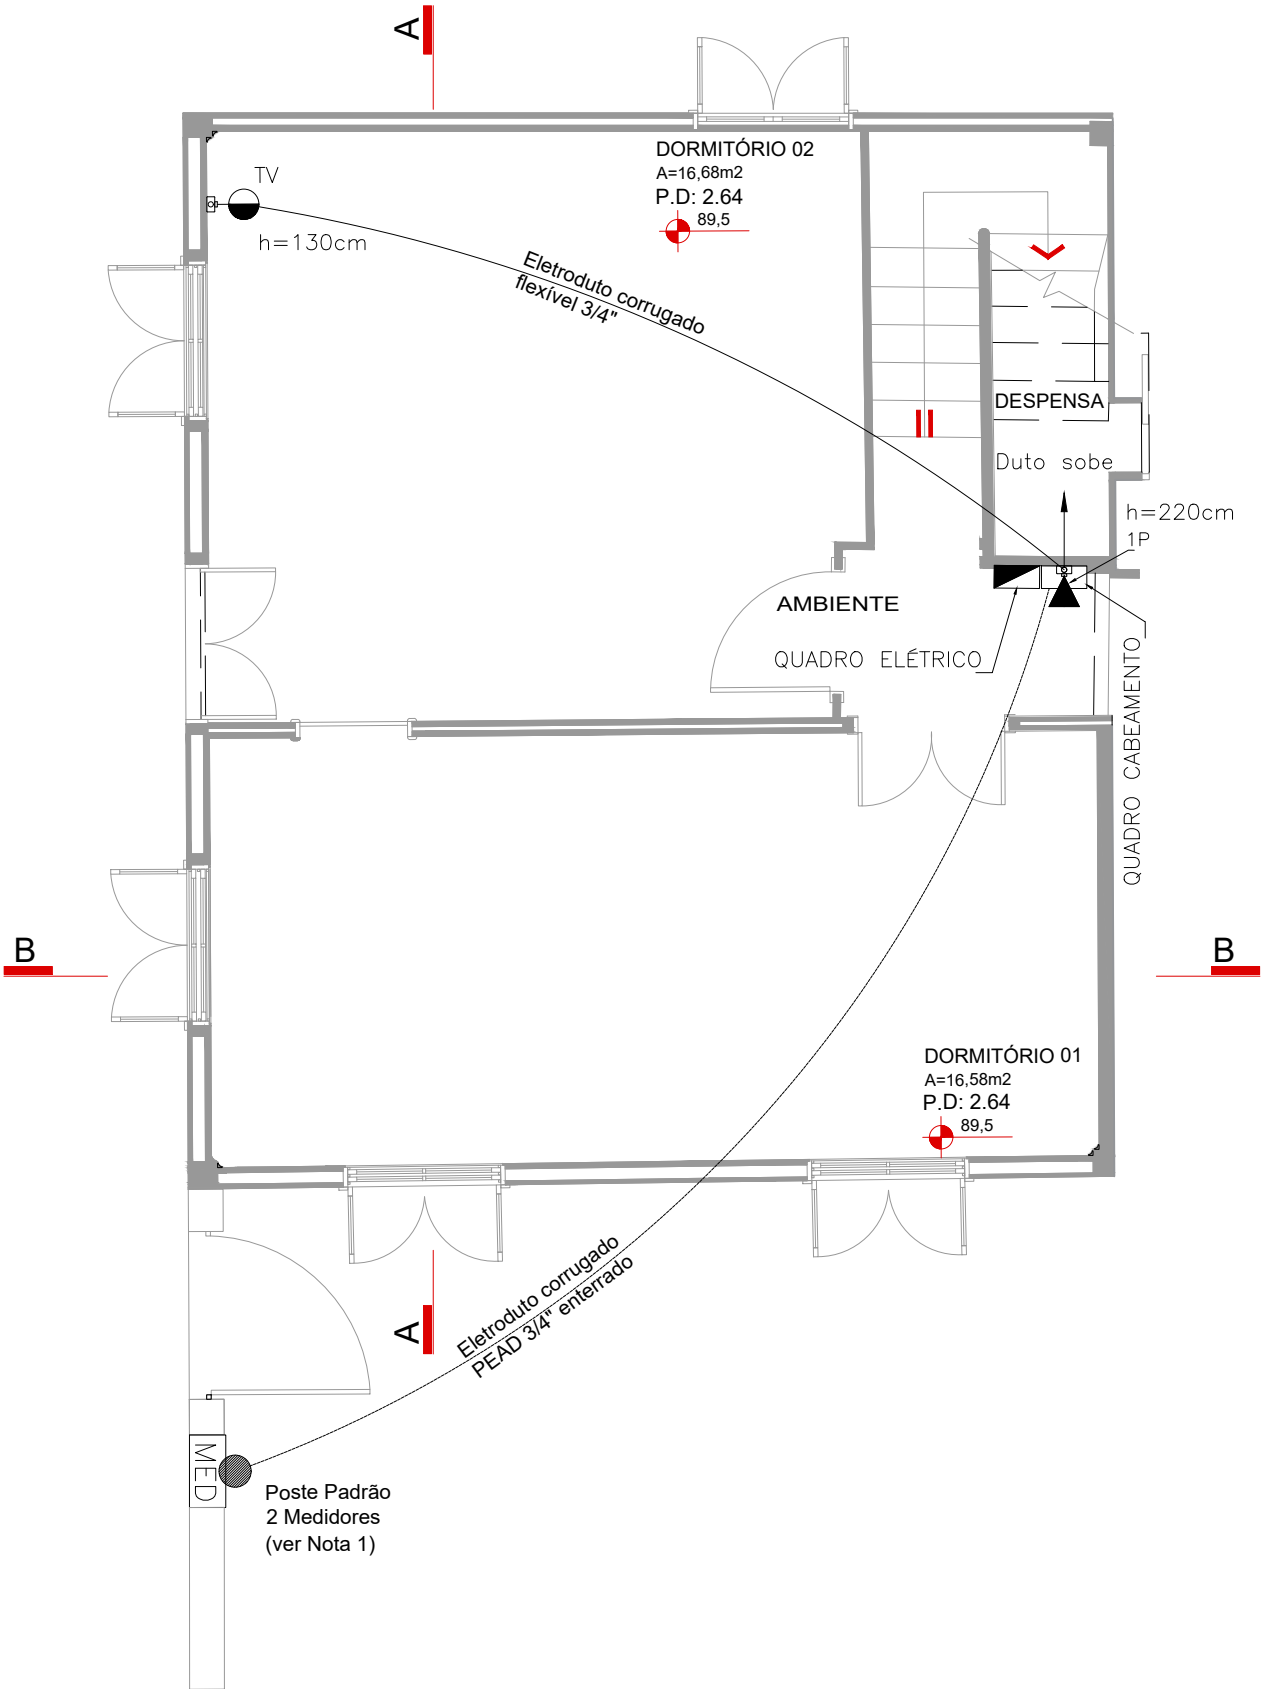 A
DORMITÓRIO 02
A=16,68m2
P.D: 2.64
89,5
TV
h=130cm
Eletroduto corrugado
flexível 3/4"
DESPENSA
Duto sobe
h=220cm
1P
AMBIENTE
QUADRO ELÉTRICO
QUADRO CABEAMENTO
B
B
DORMITÓRIO 01
A=16,58m2
P.D: 2.64
89,5
Eletroduto corrugado
PEAD 3/4" enterrado
A
MED
Poste Padrão
2 Medidores
(ver Nota 1)